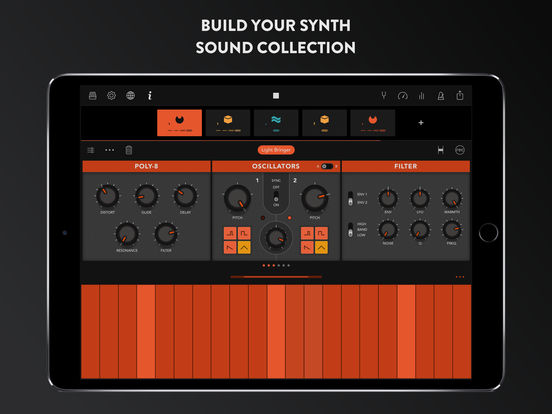 BUILD YOUR SYNTH
SOUND COLLECTION
Light Bringer
POLY-8
OSCILLATORS
FILTER
DISTORT
GLIDE
DELAY
RESONANCE
FILTER
1
SYNC
OFF
ON
2
PITCH
PITCH
ENV 1
ENV 2
HIGH
BAND
LOW
ENV
LFO
WARMTH
NOISE
Q
FREQ